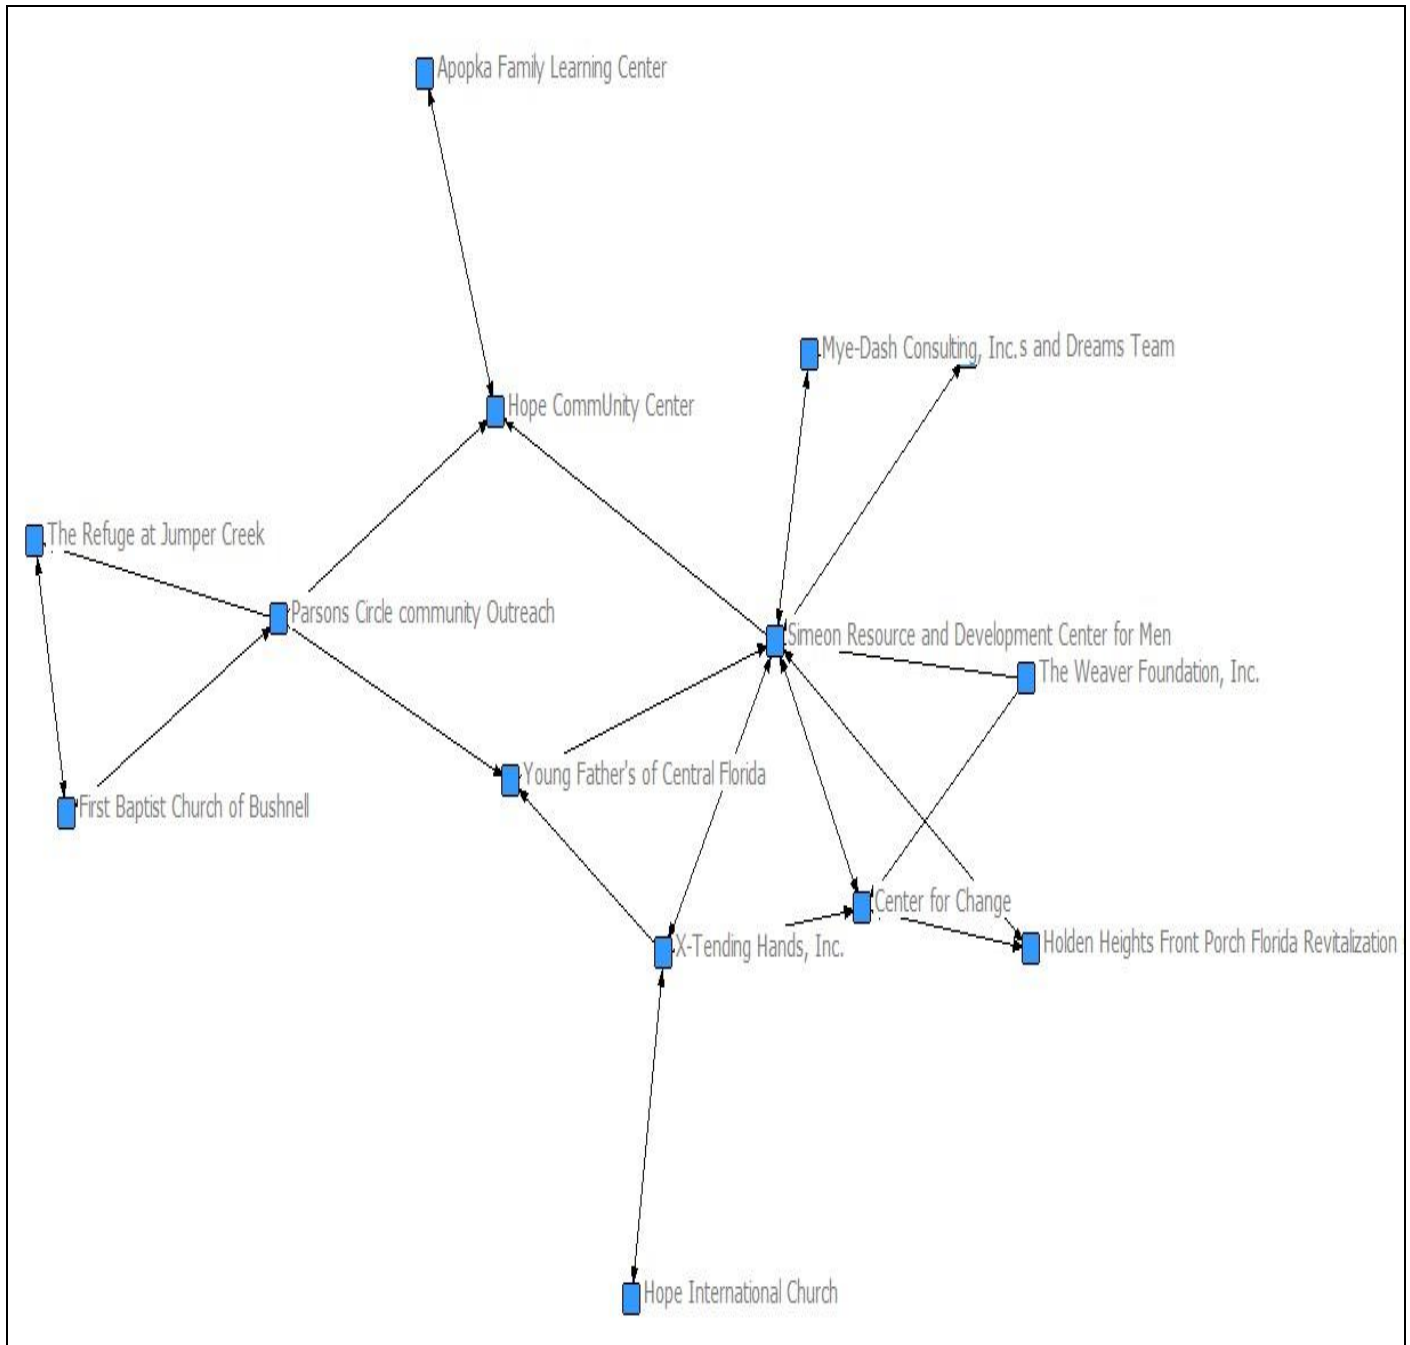 Apopka Family Learning Center
Mye-Dash Consulting, Inc.s and Dreams Team
Hope CommUnity Center
The Refuge at Jumper Creek
Parsons Circle community Outreach
Simeon Resource and Development Center for Men
The Weaver Foundation, Inc.
Young Father's of Central Florida
First Baptist Church of Bushnell
Center for Change
X-Tending Hands, Inc.
Holden Heights Front Porch Florida Revitalization
Hope International Church